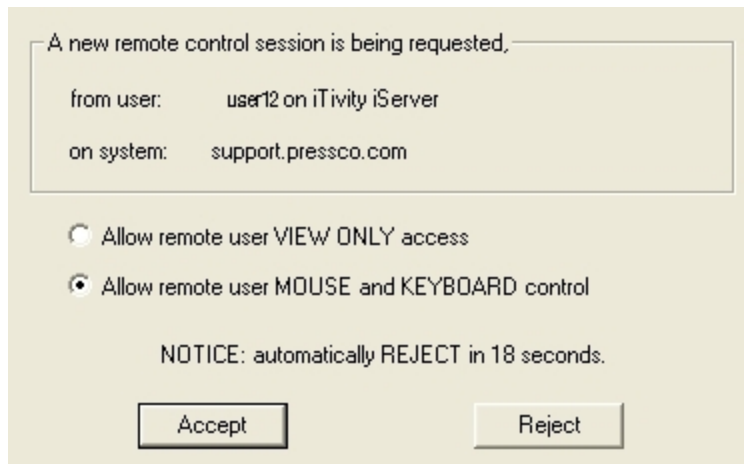 A new remote control session is being requested,
from user: user12 on iTivity iServer
on system: support.pressco.com
Allow remote user VIEW ONLY access
Allow remote user MOUSE and KEYBOARD control
NOTICE: automatically REJECT in 18 seconds.
Accept Reject